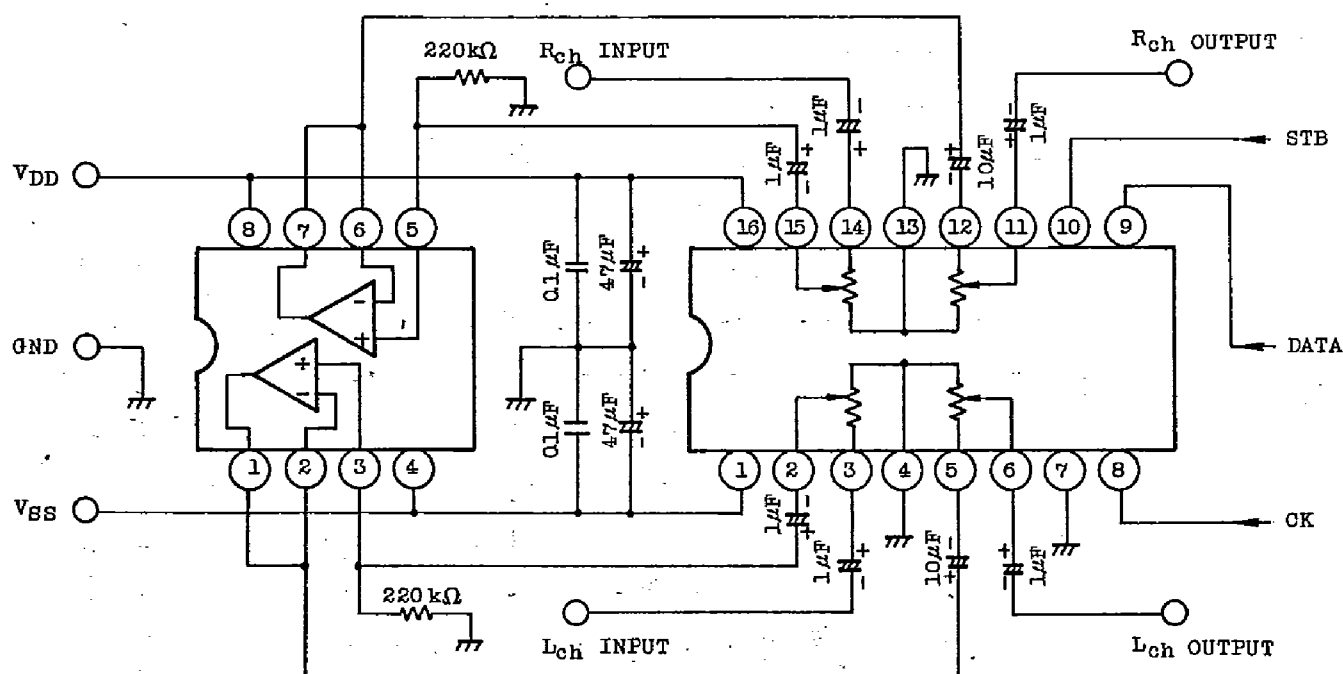 220kΩ
Rch INPUT
Rch OUTPUT
1μF
1μF
10μF
1μF
STB
VDD
8
7
6
5
16
15
14
13
12
11
10
9
0.1μF
47μF
-
+
+
-
GND
DATA
0.1μF
47μF
1
2
3
4
1
2
3
4
5
6
7
8
VSS
CK
1μF
1μF
10μF
1μF
220kΩ
Lch INPUT
Lch OUTPUT